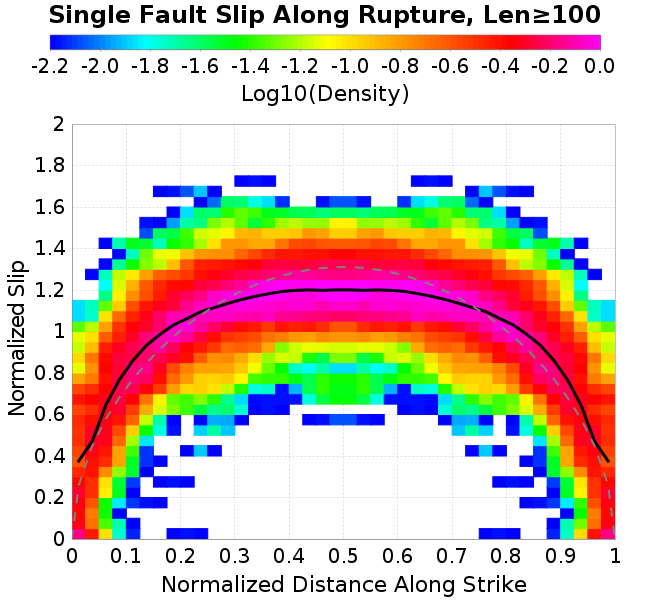 Single Fault Slip Along Rupture, Len≥100
-2.2 -2.0 -1.8 -1.6 -1.4 -1.2 -1.0 -0.8 -0.6 -0.4 -0.2 0.0
Log10(Density)
2
1.8
1.6
1.4
1.2
1
0.8
0.6
0.4
0.2
0
Normalized Slip
0 0.1 0.2 0.3 0.4 0.5 0.6 0.7 0.8 0.9 1
Normalized Distance Along Strike